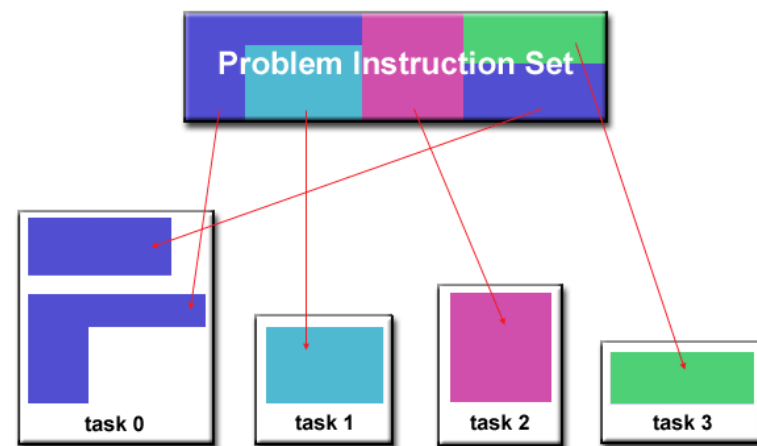 Problem Instruction Set
task 0
task 1
task 2
task 3